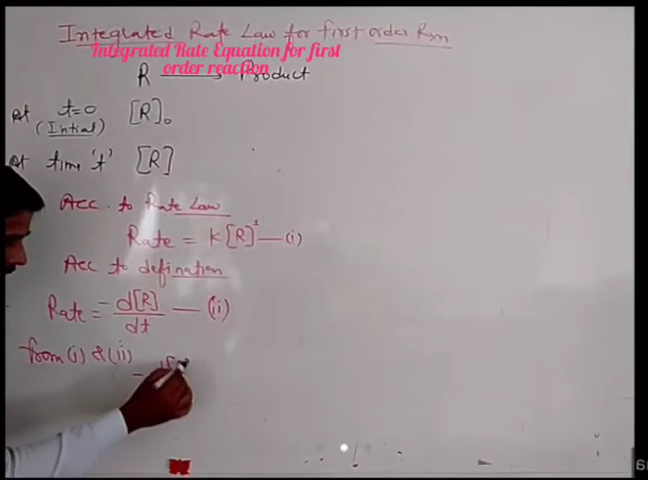 Integrated Rate Law for first order Rxn
Integrated Rate Equation for first
order reaction
R ⟶ Product
At t=0 [R]₀
(Initial)
At time 't' [R]
Acc. to Rate Law
Rate = K[R]¹ — (i)
Acc to defination
Rate = -d[R]/dt — (ii)
from (i) & (ii)